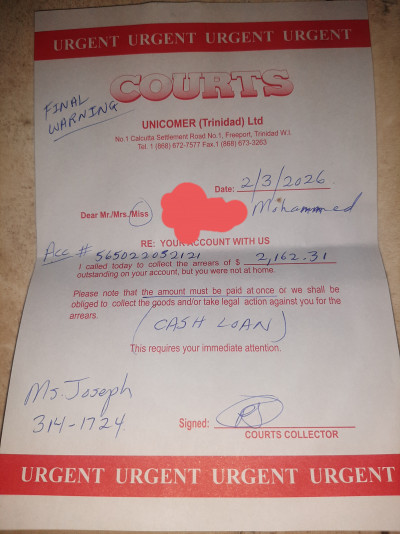 URGENT URGENT URGENT URGENT
COURTS
FINAL
WARNING
UNICOMER (Trinidad) Ltd
No.1 Calcutta Settlement Road No.1, Freeport, Trinidad W.I.
Tel. 1 (868) 672-7577 Fax.1 (868) 673-3263
Date: 2/3/2026
Dear Mr./Mrs./Miss Mohammed
RE: YOUR ACCOUNT WITH US
Acc # 565022052121
I called today to collect the arrears of $ 2,162.31
outstanding on your account, but you were not at home.
Please note that the amount must be paid at once or we shall be
obliged to collect the goods and/or take legal action against you for the
arrears.
(CASH LOAN)
This requires your immediate attention.
Ms. Joseph
314-1724
Signed:
COURTS COLLECTOR
URGENT URGENT URGENT URGENT